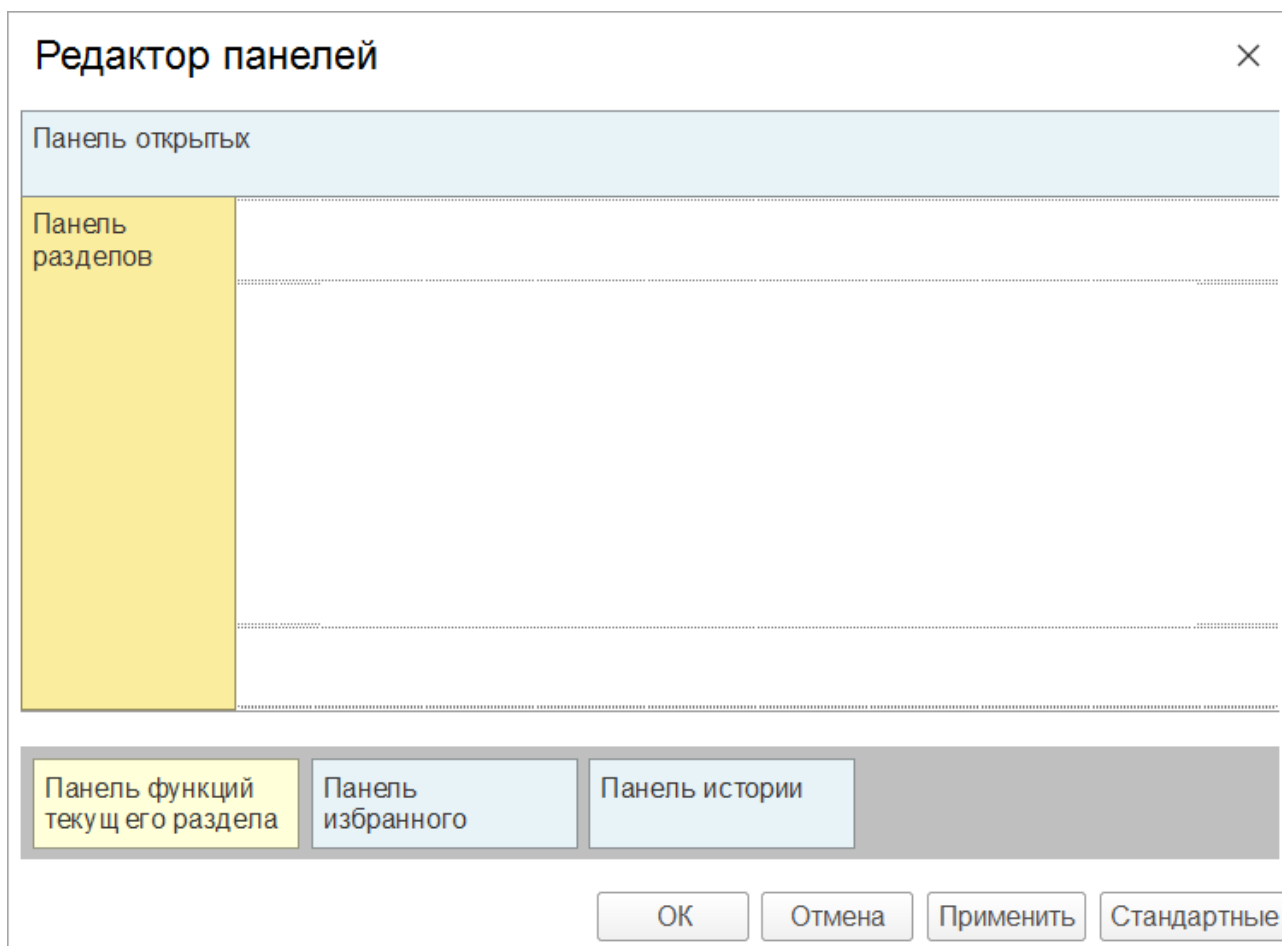 Редактор панелей
Панель открытых
Панель
разделов
Панель функций
текущего раздела
Панель
избранного
Панель истории
ОК
Отмена
Применить
Стандартные